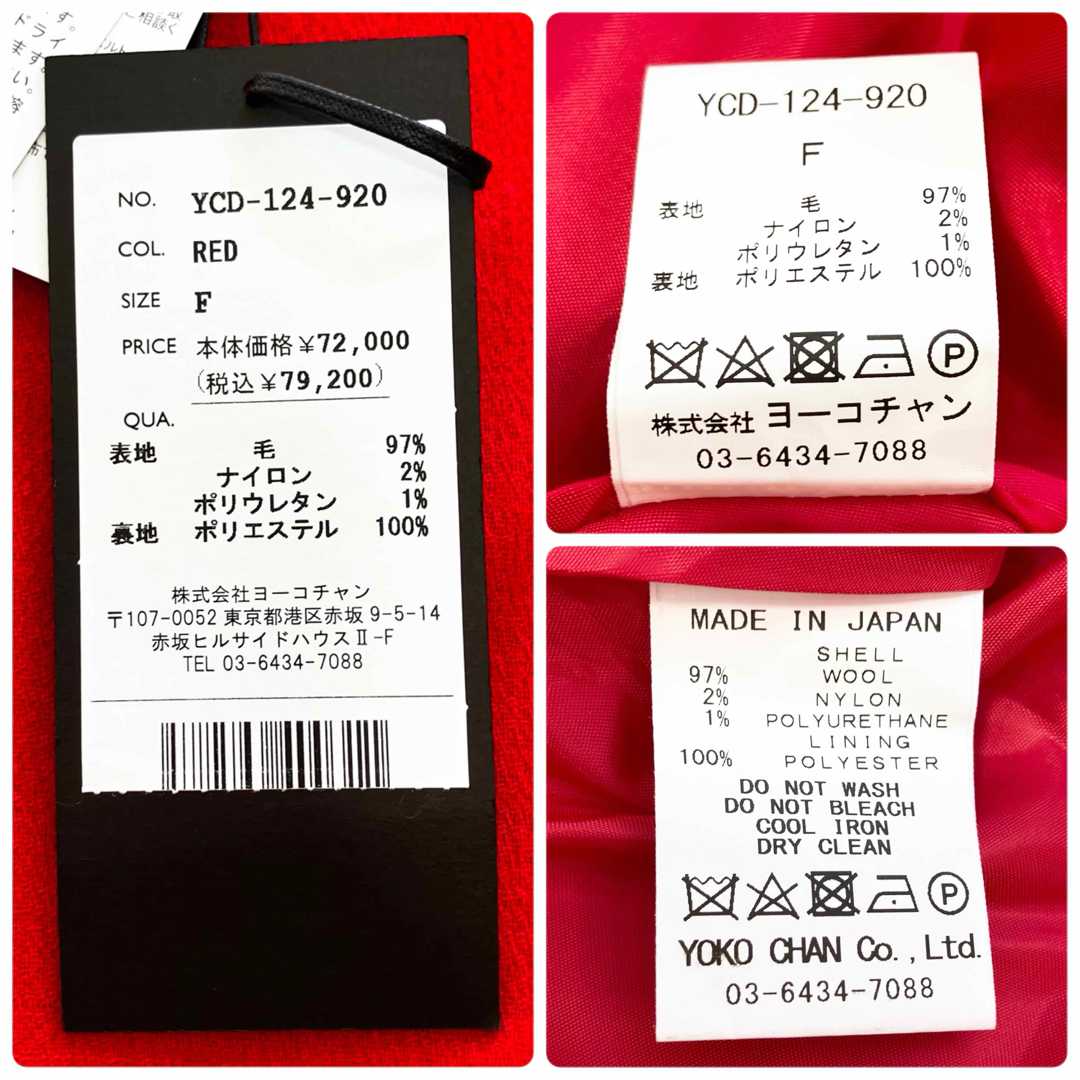 NO. YCD-124-920
COL. RED
SIZE F
PRICE 本体価格¥72,000
(税込¥79,200)
QUA.
表地 毛 97%
ナイロン 2%
ポリウレタン 1%
裏地 ポリエステル 100%
株式会社ヨーコチャン
〒107-0052 東京都港区赤坂 9-5-14
赤坂ヒルサイドハウスⅡ-F
TEL 03-6434-7088
YCD-124-920
F
表地 毛 97%
ナイロン 2%
ポリウレタン 1%
裏地 ポリエステル 100%
P
株式会社 ヨーコチャン
03-6434-7088
MADE IN JAPAN
SHELL
97% WOOL
2% NYLON
1% POLYURETHANE
LINING
100% POLYESTER
DO NOT WASH
DO NOT BLEACH
COOL IRON
DRY CLEAN
P
YOKO CHAN Co.,Ltd.
03-6434-7088